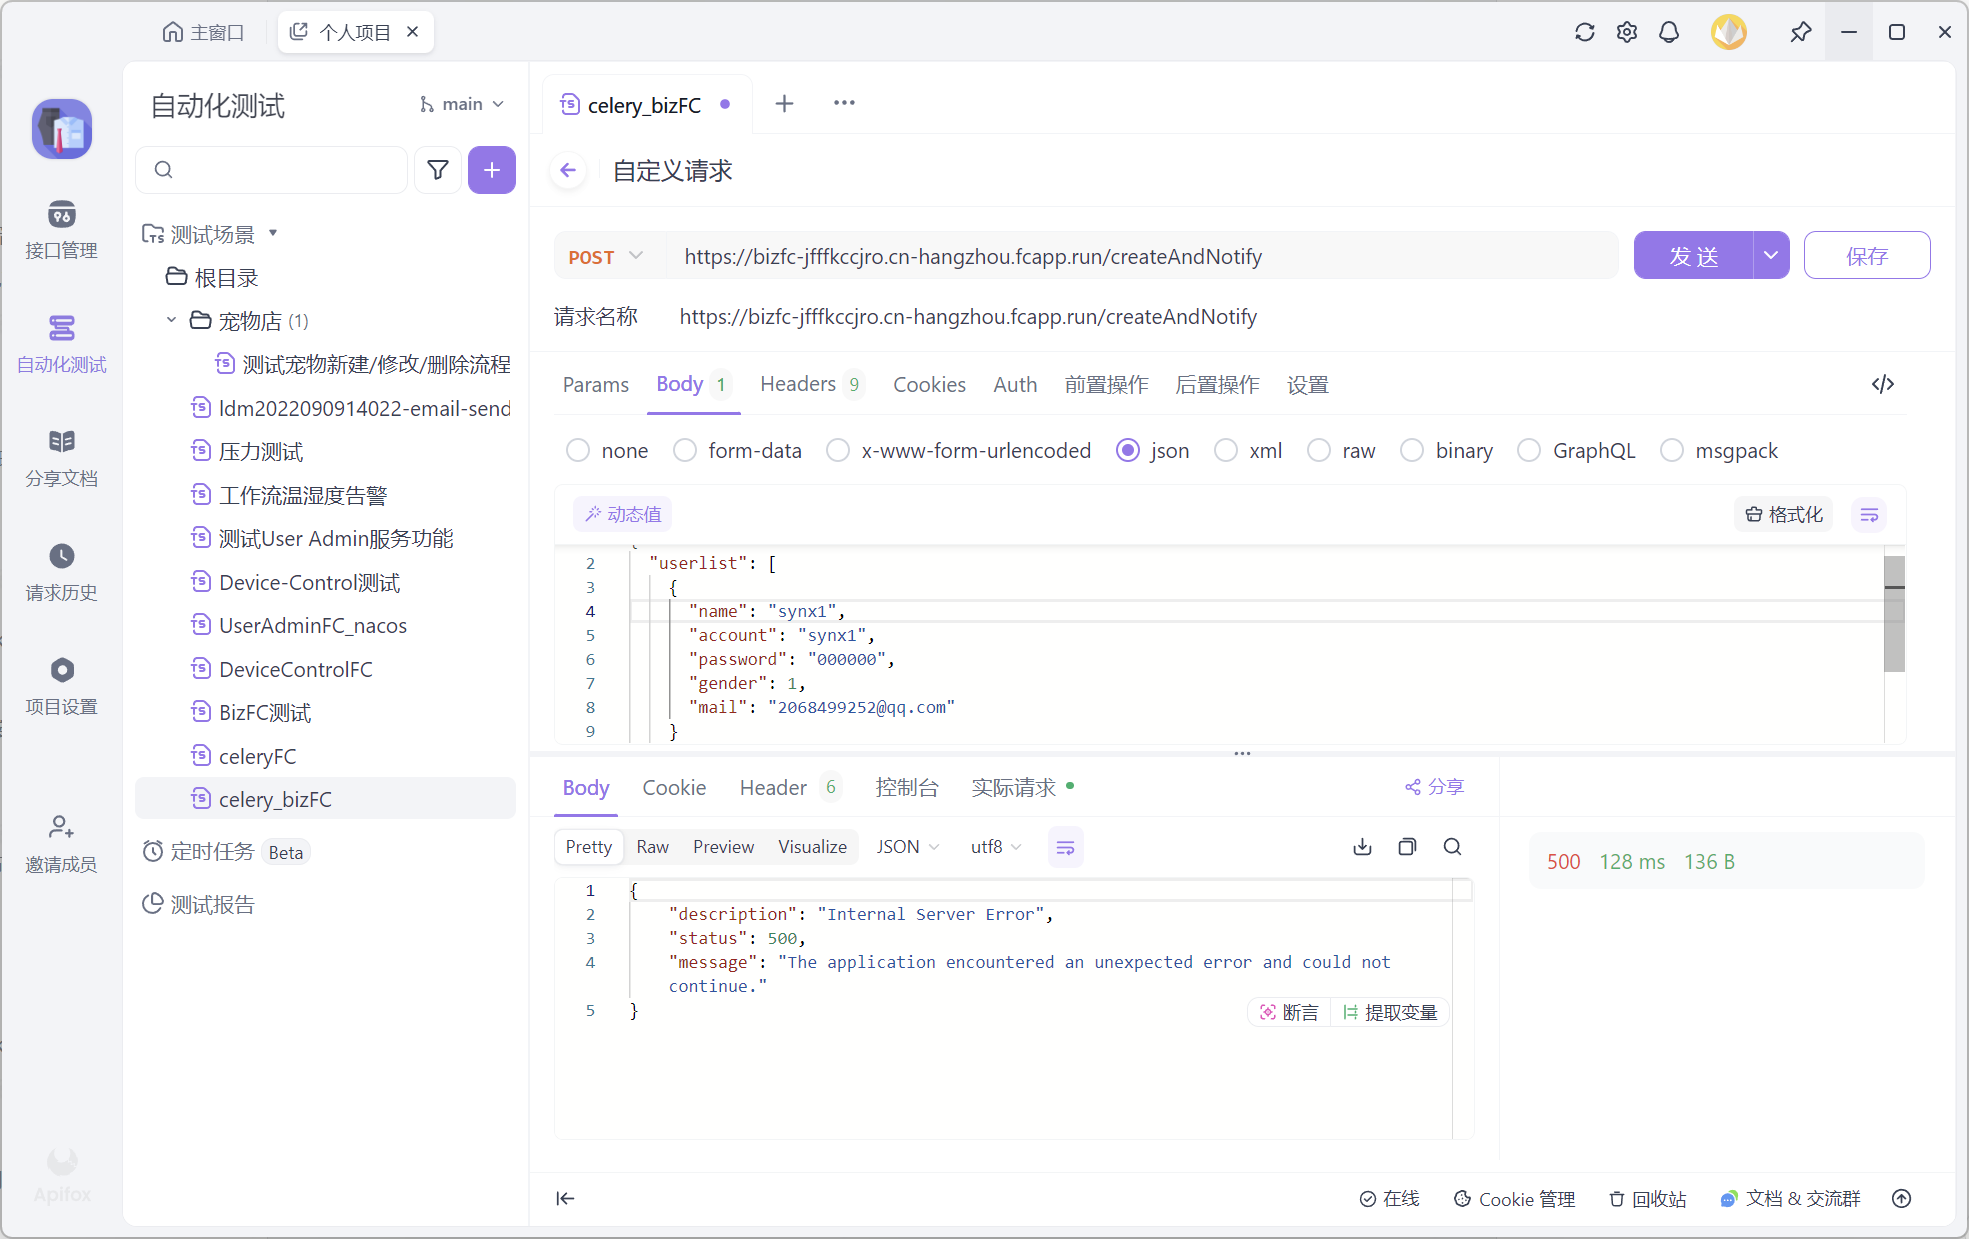 主窗口
个人项目
自动化测试
main
接口管理
自动化测试
分享文档
请求历史
项目设置
邀请成员
Apifox
测试场景
根目录
宠物店 (1)
测试宠物新建/修改/删除流程
ldm2022090914022-email-send
压力测试
工作流温湿度告警
测试User Admin服务功能
Device-Control测试
UserAdminFC_nacos
DeviceControlFC
BizFC测试
celeryFC
celery_bizFC
定时任务 Beta
测试报告
celery_bizFC
自定义请求
POST https://bizfc-jfffkccjro.cn-hangzhou.fcapp.run/createAndNotify
发 送
保存
请求名称 https://bizfc-jfffkccjro.cn-hangzhou.fcapp.run/createAndNotify
Params Body 1 Headers 9 Cookies Auth 前置操作 后置操作 设置
none form-data x-www-form-urlencoded json xml raw binary GraphQL msgpack
动态值 格式化
2 "userlist": [
3 {
4 "name": "synx1",
5 "account": "synx1",
6 "password": "000000",
7 "gender": 1,
8 "mail": "2068499252@qq.com"
9 }
Body Cookie Header 6 控制台 实际请求 分享
Pretty Raw Preview Visualize JSON utf8
500 128 ms 136 B
1 {
2 "description": "Internal Server Error",
3 "status": 500,
4 "message": "The application encountered an unexpected error and could not
continue."
5 }
断言 提取变量
在线 Cookie 管理 回收站 文档 & 交流群